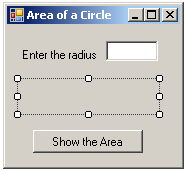 Area of a Circle
Enter the radius
Show the Area